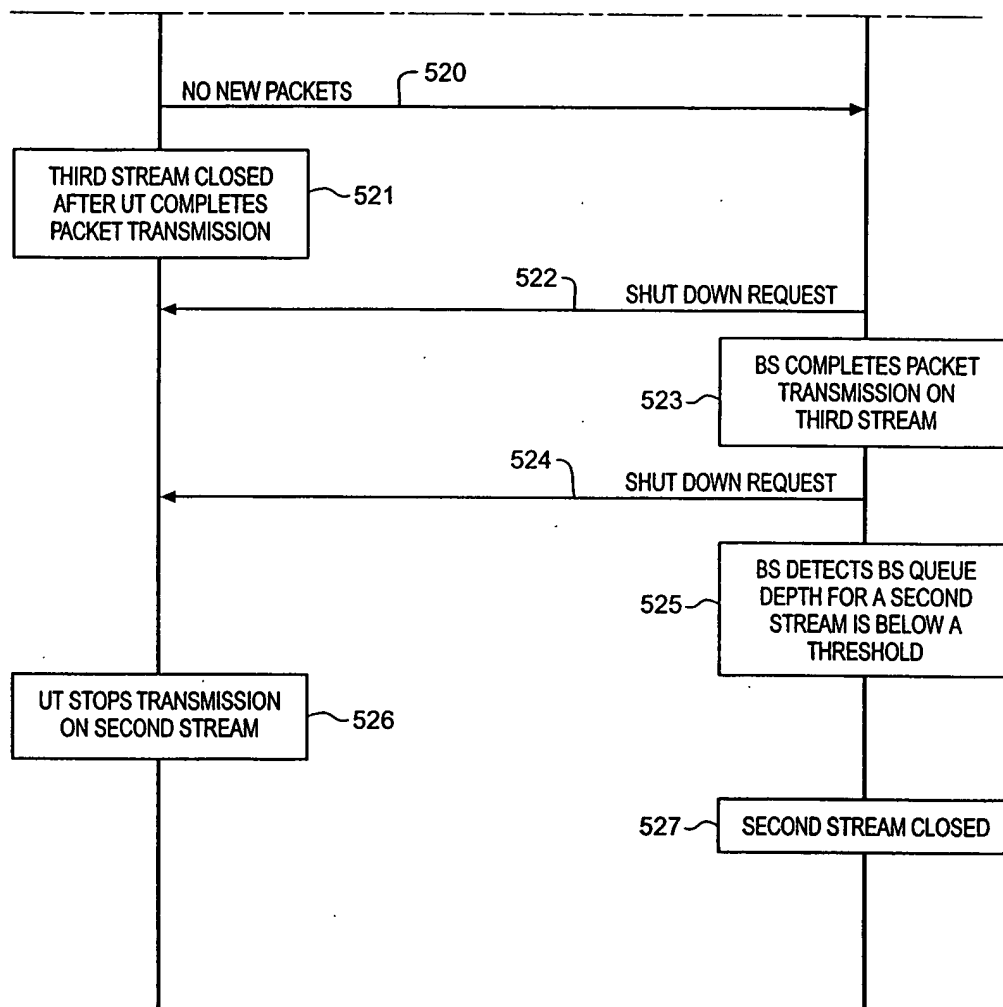 520
NO NEW PACKETS
THIRD STREAM CLOSED
AFTER UT COMPLETES
PACKET TRANSMISSION
521
522
SHUT DOWN REQUEST
BS COMPLETES PACKET
TRANSMISSION ON
THIRD STREAM
523
524
SHUT DOWN REQUEST
BS DETECTS BS QUEUE
DEPTH FOR A SECOND
STREAM IS BELOW A
THRESHOLD
525
UT STOPS TRANSMISSION
ON SECOND STREAM
526
527
SECOND STREAM CLOSED